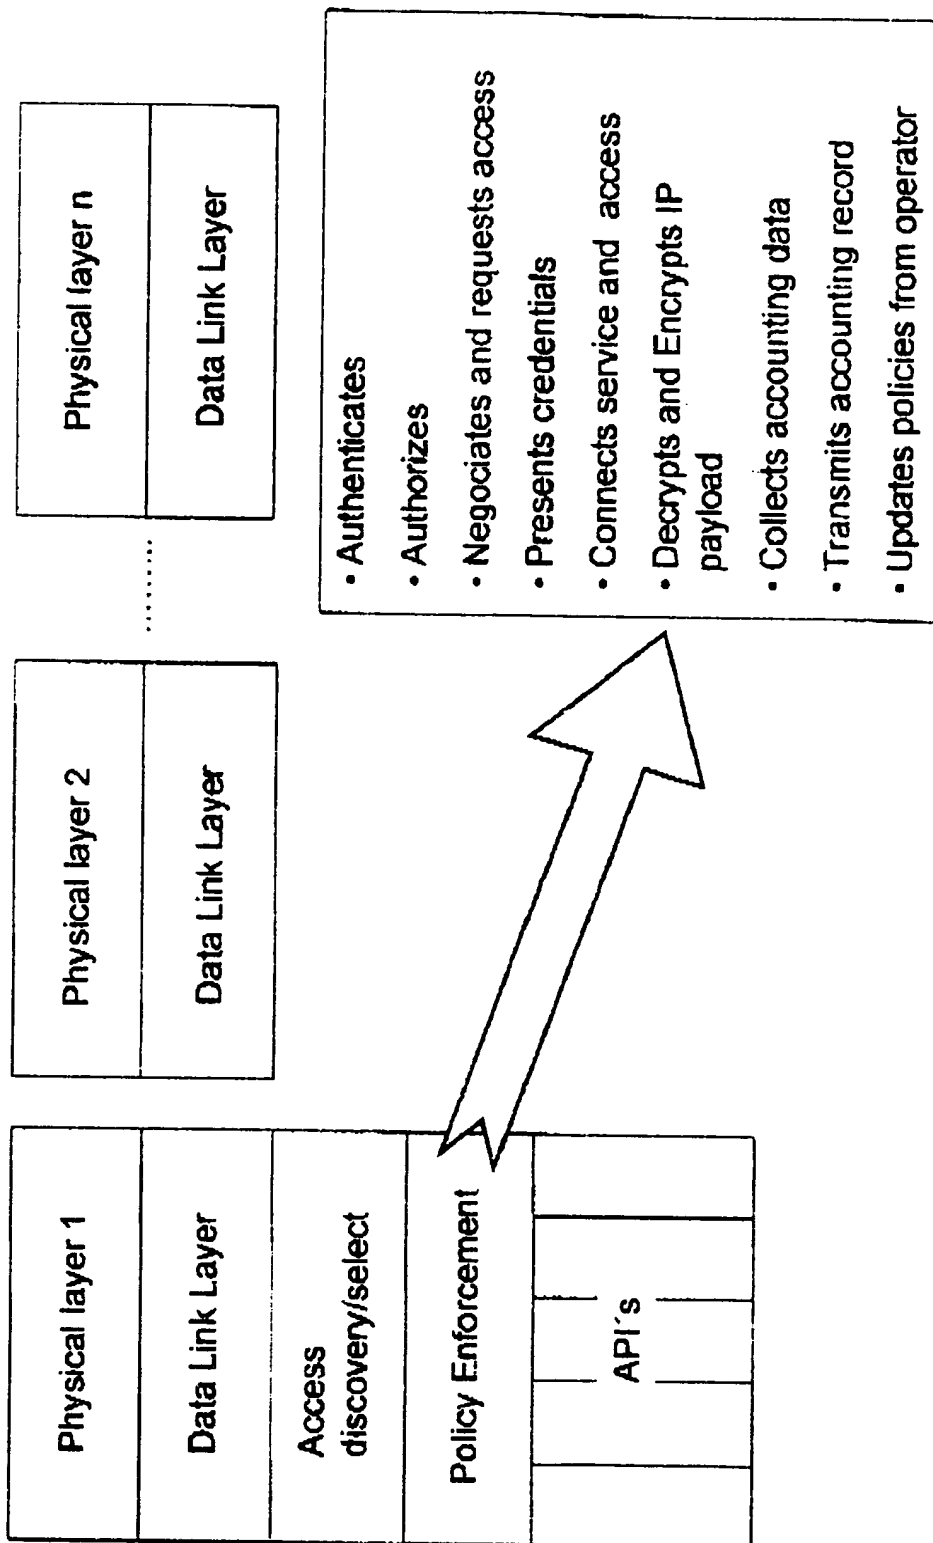 Physical layer 1
Data Link Layer
Access
discovery/select
Policy Enforcement
API´s
Physical layer 2
Data Link Layer
........
Physical layer n
Data Link Layer
• Authenticates
• Authorizes
• Negociates and requests access
• Presents credentials
• Connects service and access
• Decrypts and Encrypts IP
payload
• Collects accounting data
• Transmits accounting record
• Updates policies from operator